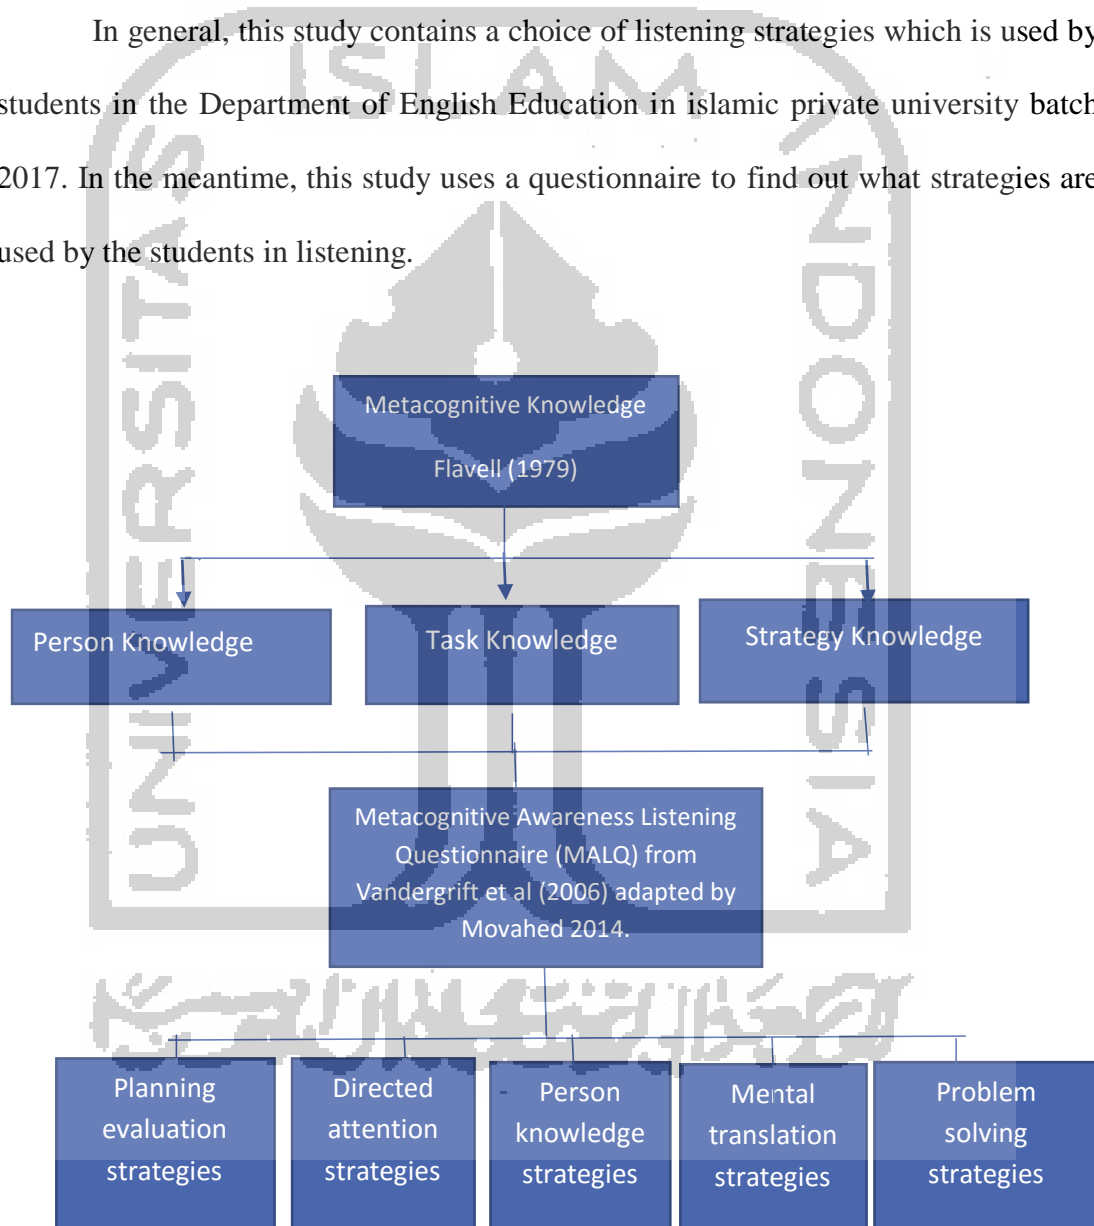 In general, this study contains a choice of listening strategies which is used by
students in the Department of English Education in islamic private university batch
2017. In the meantime, this study uses a questionnaire to find out what strategies are
used by the students in listening.
ISLAM
UNIVERSITAS
INDONESIA
Metacognitive Knowledge
Flavell (1979)
Person Knowledge
Task Knowledge
Strategy Knowledge
Metacognitive Awareness Listening
Questionnaire (MALQ) from
Vandergrift et al (2006) adapted by
Movahed 2014.
Planning
evaluation
strategies
Directed
attention
strategies
Person
knowledge
strategies
Mental
translation
strategies
Problem
solving
strategies